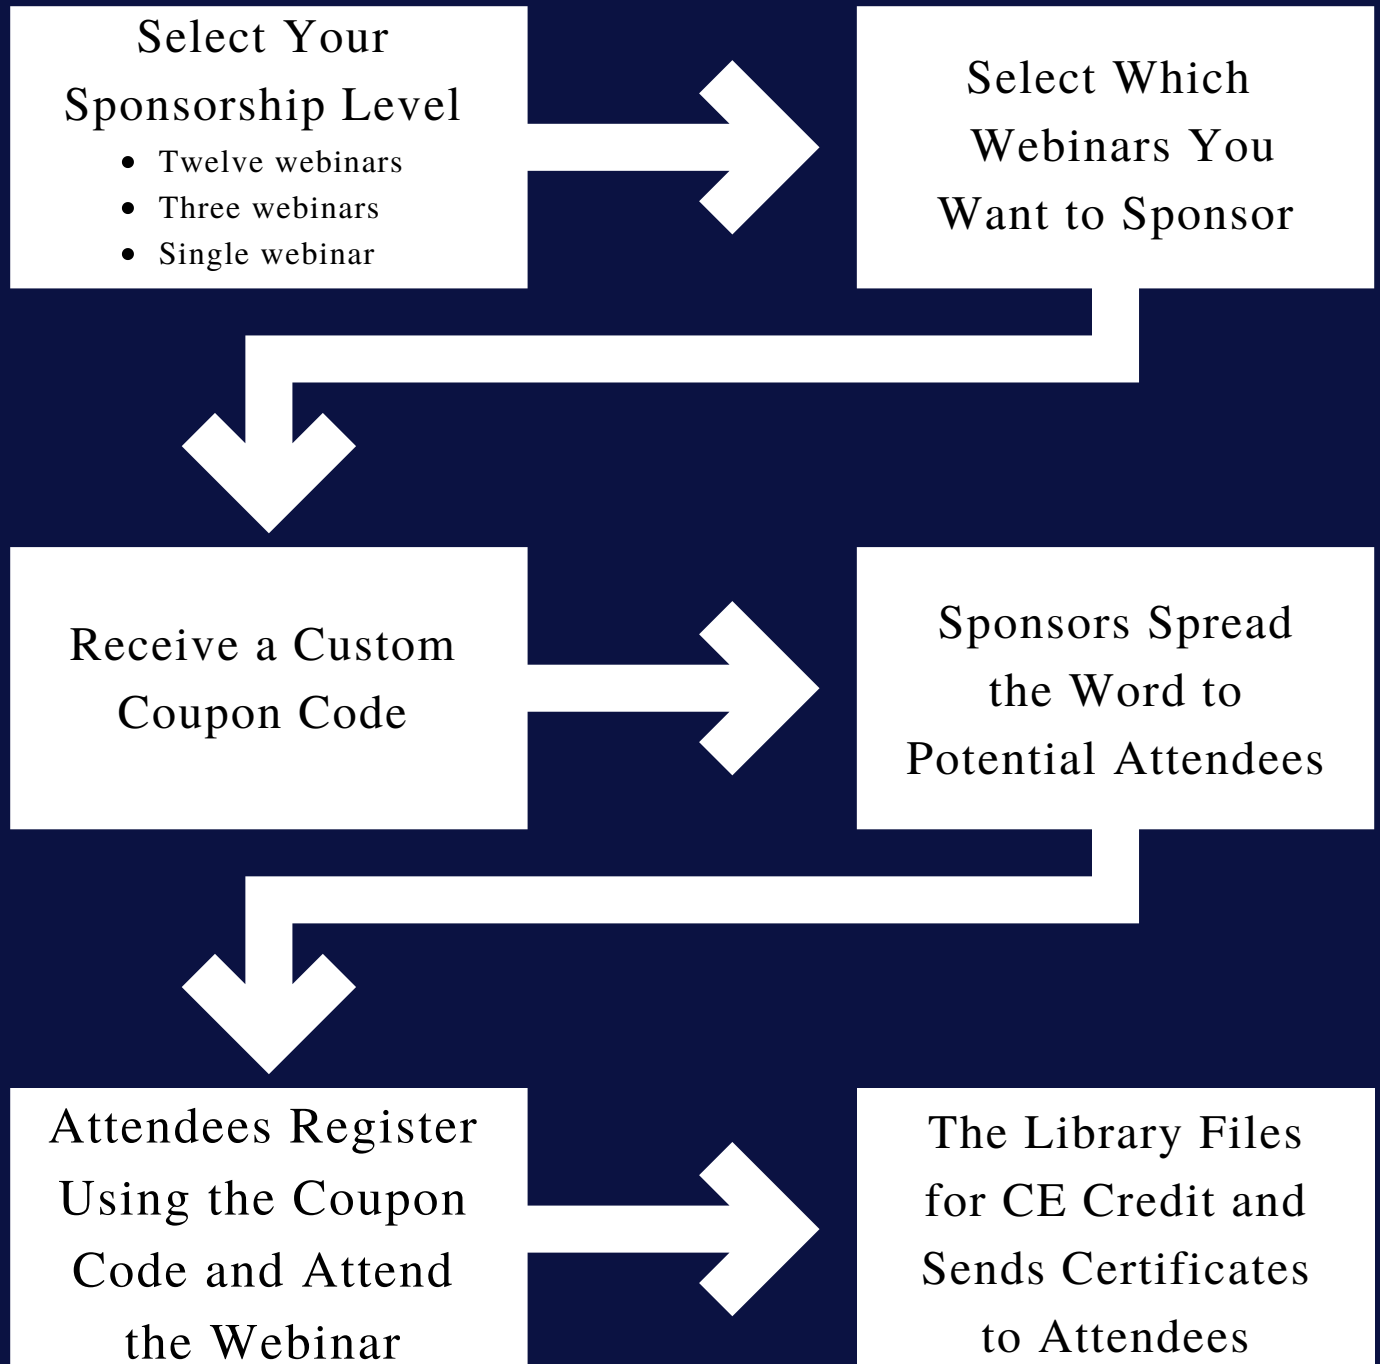 Select Your
Sponsorship Level
• Twelve webinars
• Three webinars
• Single webinar
Select Which
Webinars You
Want to Sponsor
Receive a Custom
Coupon Code
Sponsors Spread
the Word to
Potential Attendees
Attendees Register
Using the Coupon
Code and Attend
the Webinar
The Library Files
for CE Credit and
Sends Certificates
to Attendees